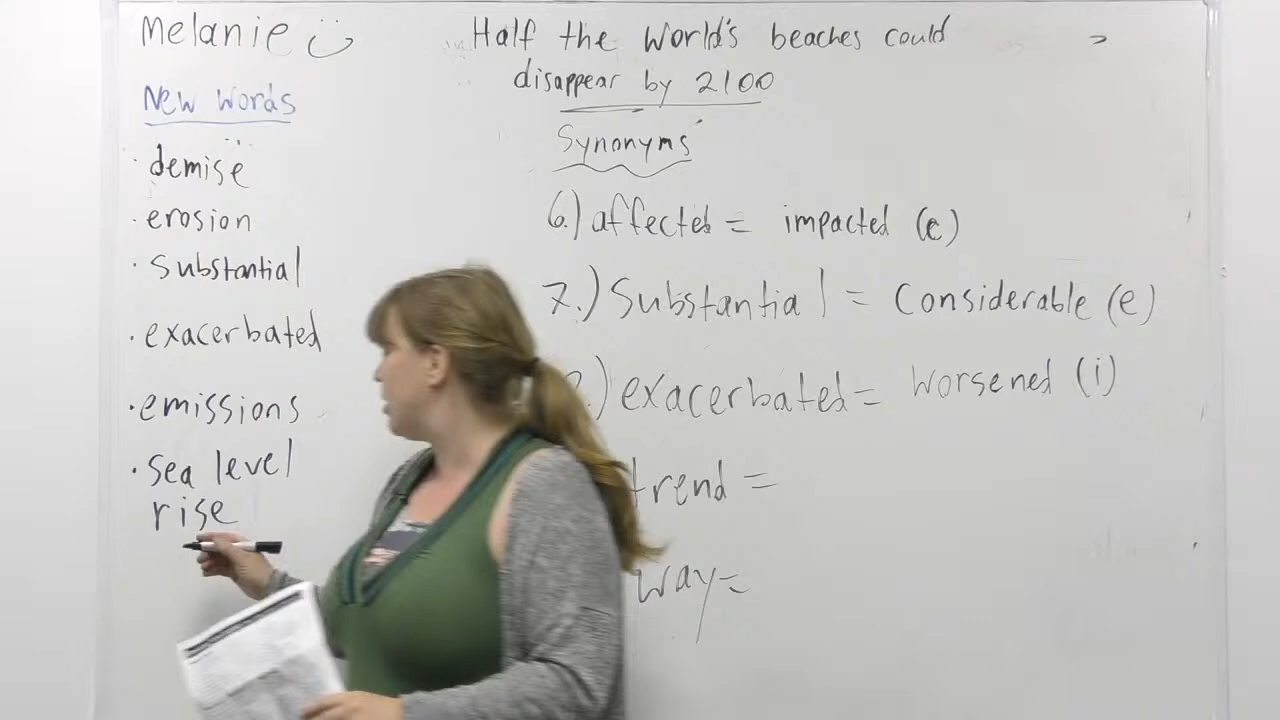 Melanie
Half the World's beaches could
disappear by 2100
New Words
Synonyms
demise
erosion
Substantial
exacerbated
emissions
sea level
rise
6.) affected = impacted (c)
7.) Substantial = Considerable (e)
.) exacerbated = Worsened (i)
trend =
way =